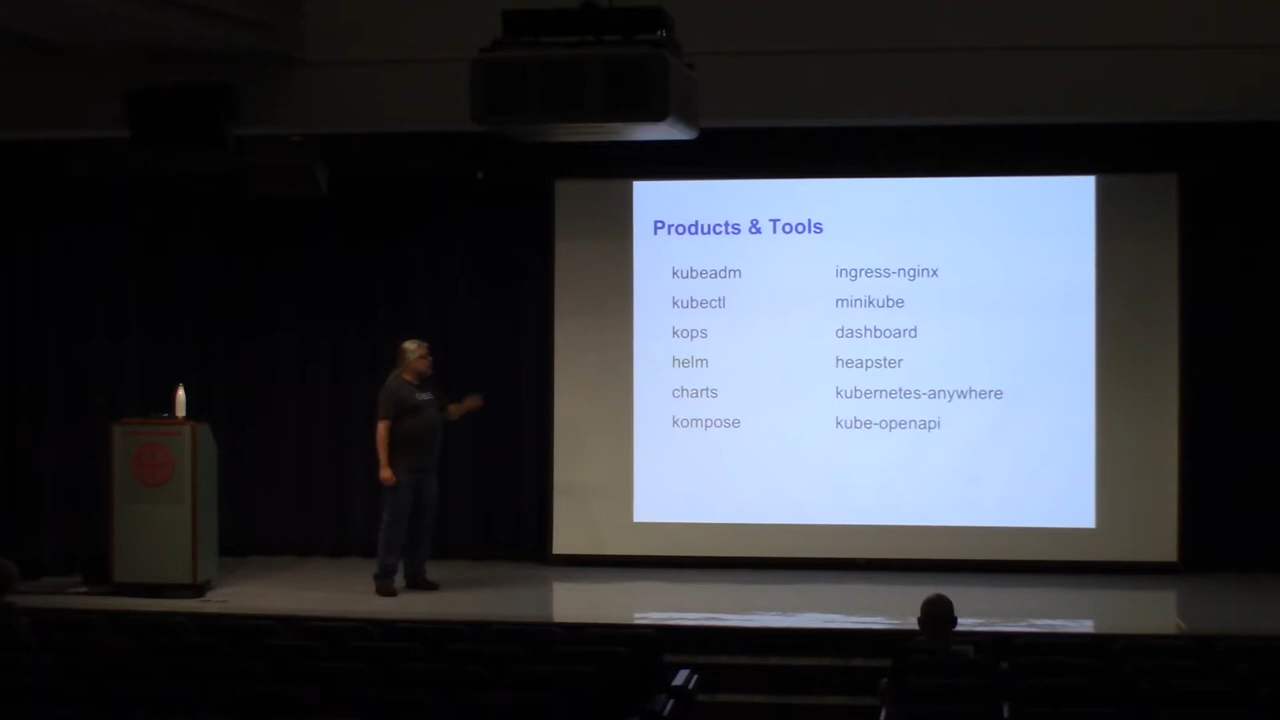 Products & Tools
kubeadm
kubectl
kops
helm
charts
kompose
ingress-nginx
minikube
dashboard
heapster
kubernetes-anywhere
kube-openapi